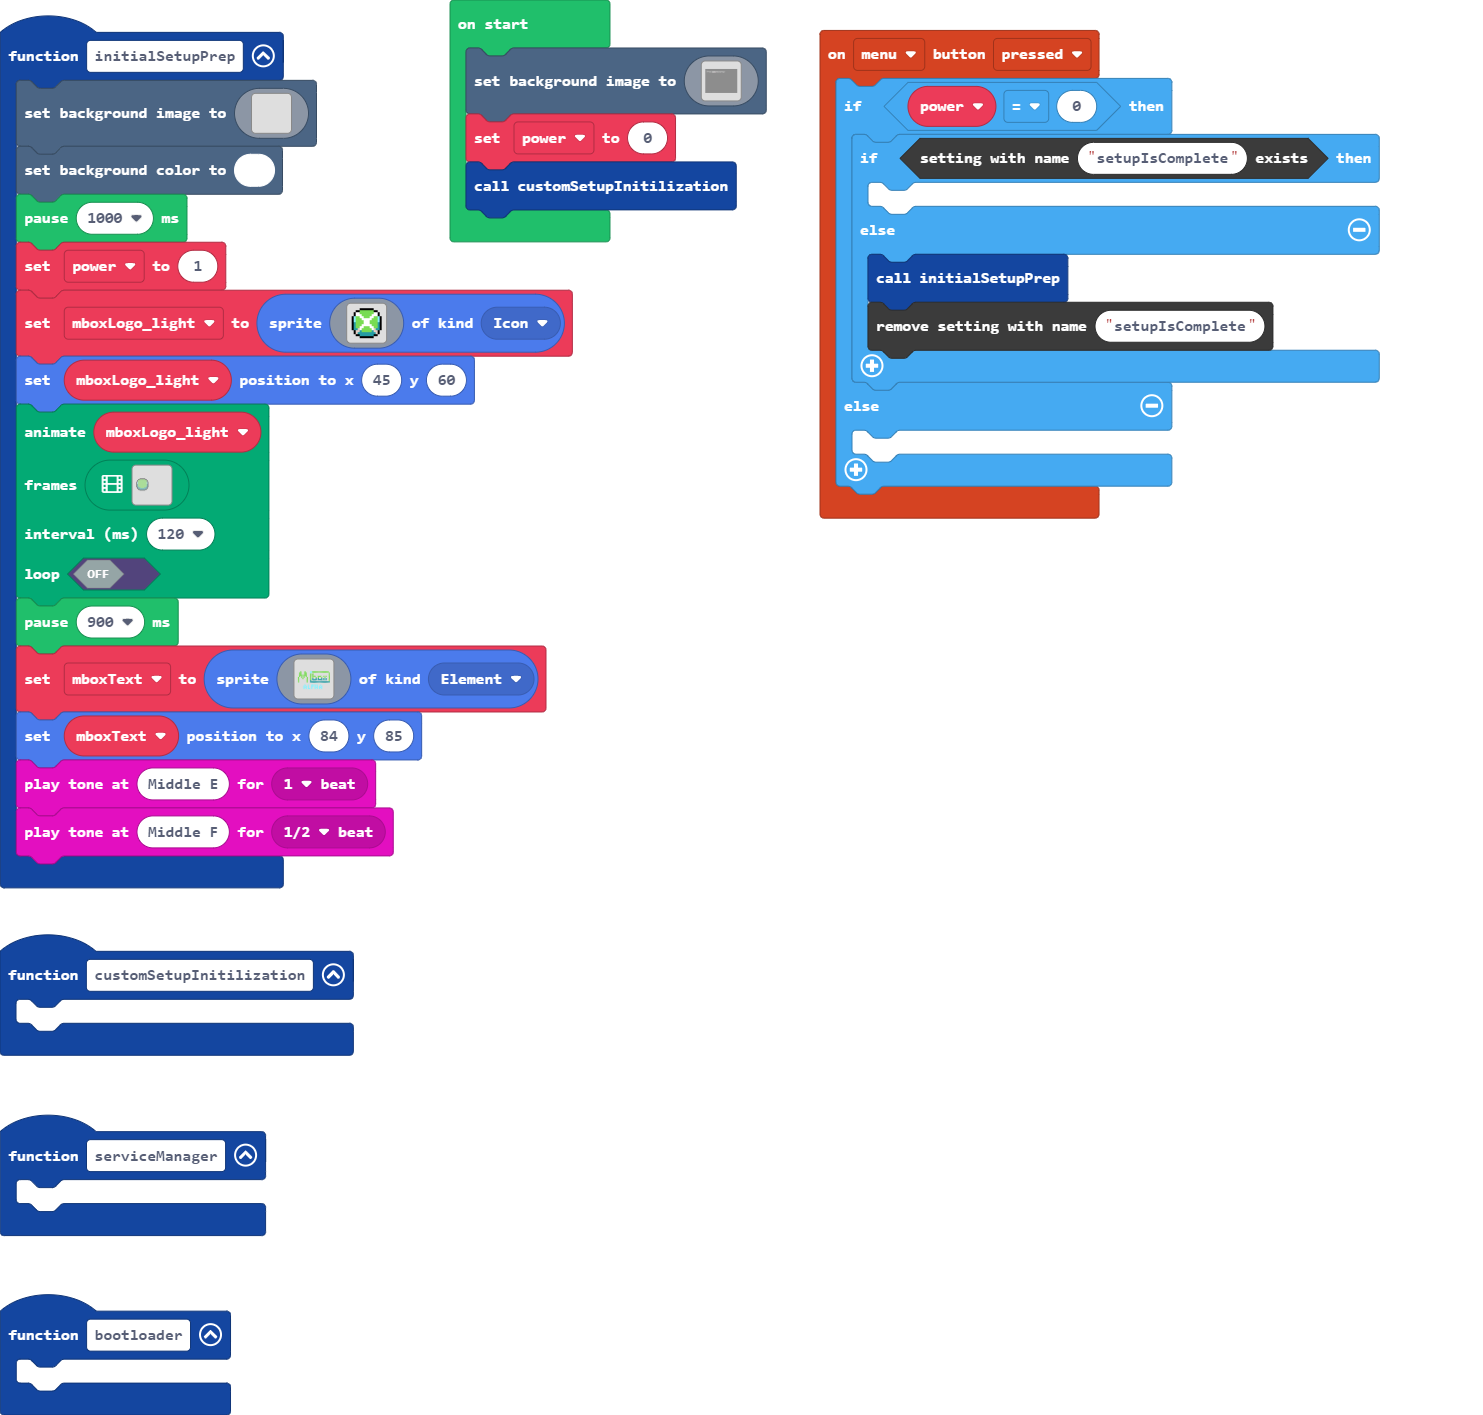 function initialSetupPrep
set background image to
set background color to
pause 1000 ms
set power to 1
set mboxLogo_light to sprite of kind Icon
set mboxLogo_light position to x 45 y 60
animate mboxLogo_light
frames
interval (ms) 120
loop OFF
pause 900 ms
set mboxText to sprite Mbox of kind Element
set mboxText position to x 84 y 85
play tone at Middle E for 1 beat
play tone at Middle F for 1/2 beat
on start
set background image to
set power to 0
call customSetupInitilization
on menu button pressed
if power = 0 then
if setting with name "setupIsComplete" exists then
else
call initialSetupPrep
remove setting with name "setupIsComplete"
else
function customSetupInitilization
function serviceManager
function bootloader